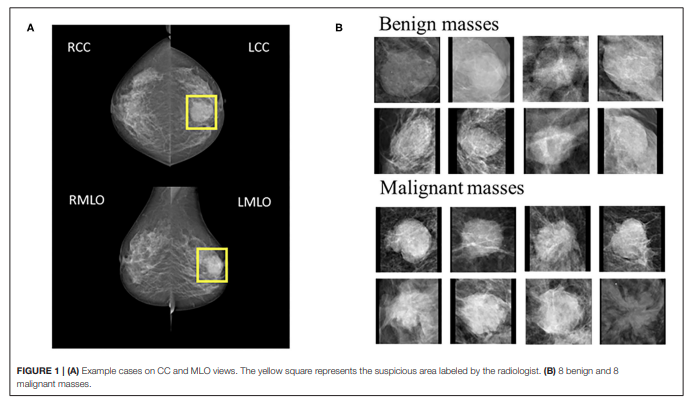 A
RCC
LCC
RMLO
LMLO
B
Benign masses
Malignant masses
FIGURE 1 | (A) Example cases on CC and MLO views. The yellow square represents the suspicious area labeled by the radiologist. (B) 8 benign and 8
malignant masses.